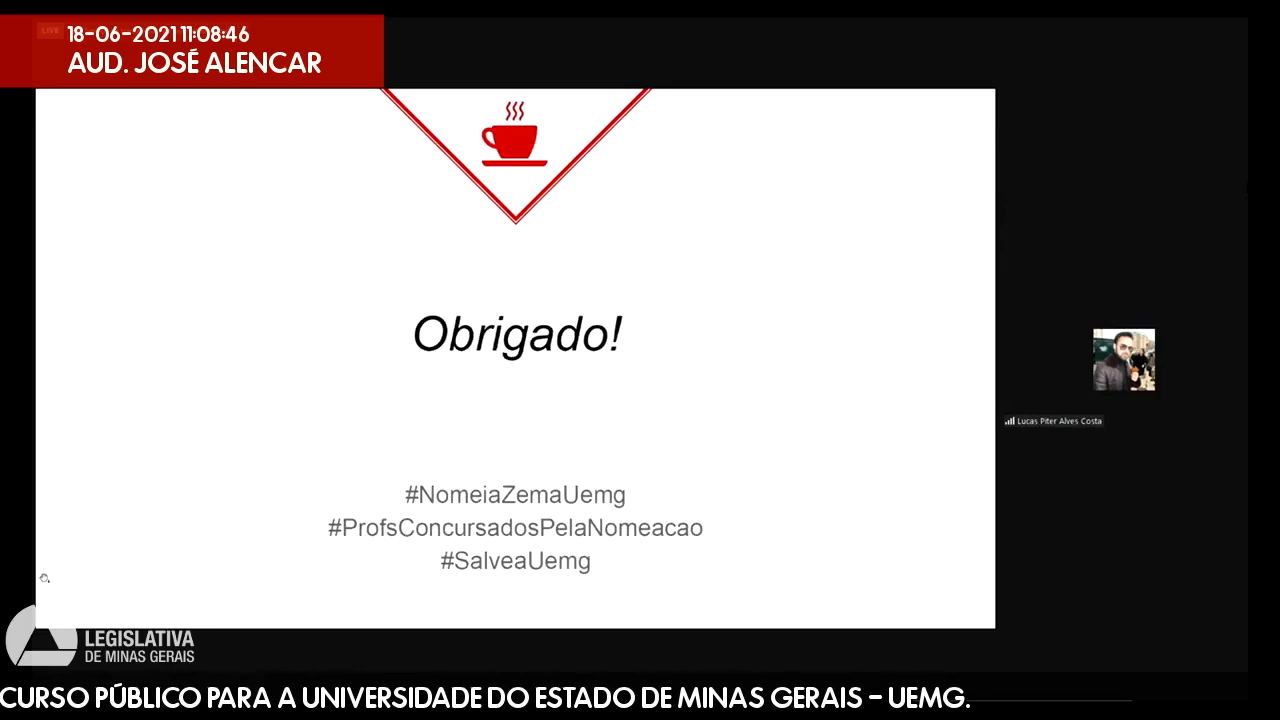 LIVE
18-06-2021 11:08:46
AUD. JOSÉ ALENCAR
Obrigado!
Lucas Piter Alves Costa
#NomeiaZemaUemg
#ProfsConcursadosPelaNomeacao
#SalveaUemg
LEGISLATIVA
DE MINAS GERAIS
CURSO PÚBLICO PARA A UNIVERSIDADE DO ESTADO DE MINAS GERAIS – UEMG.